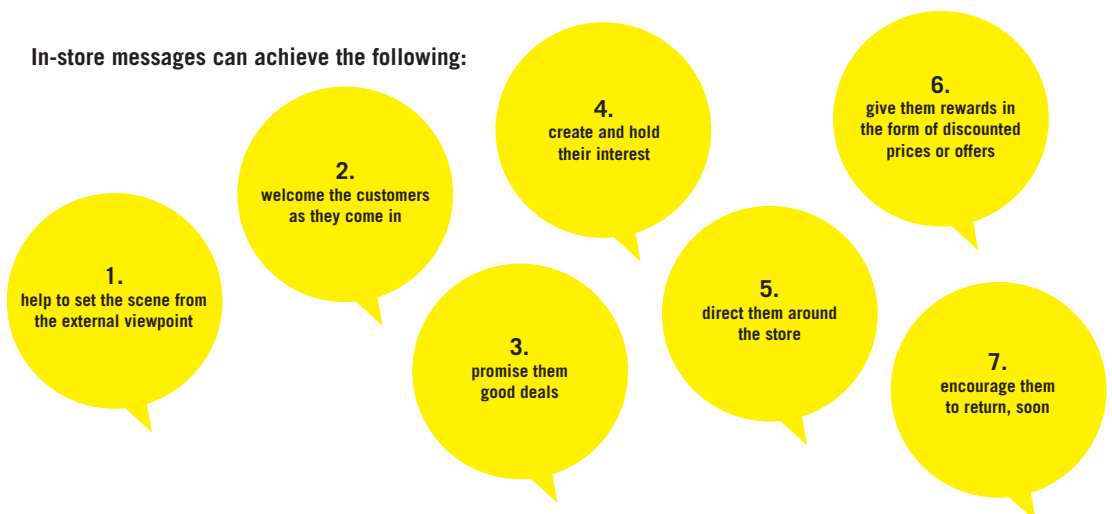 In-store messages can achieve the following:
1.
help to set the scene from
the external viewpoint
2.
welcome the customers
as they come in
3.
promise them
good deals
4.
create and hold
their interest
5.
direct them around
the store
6.
give them rewards in
the form of discounted
prices or offers
7.
encourage them
to return, soon